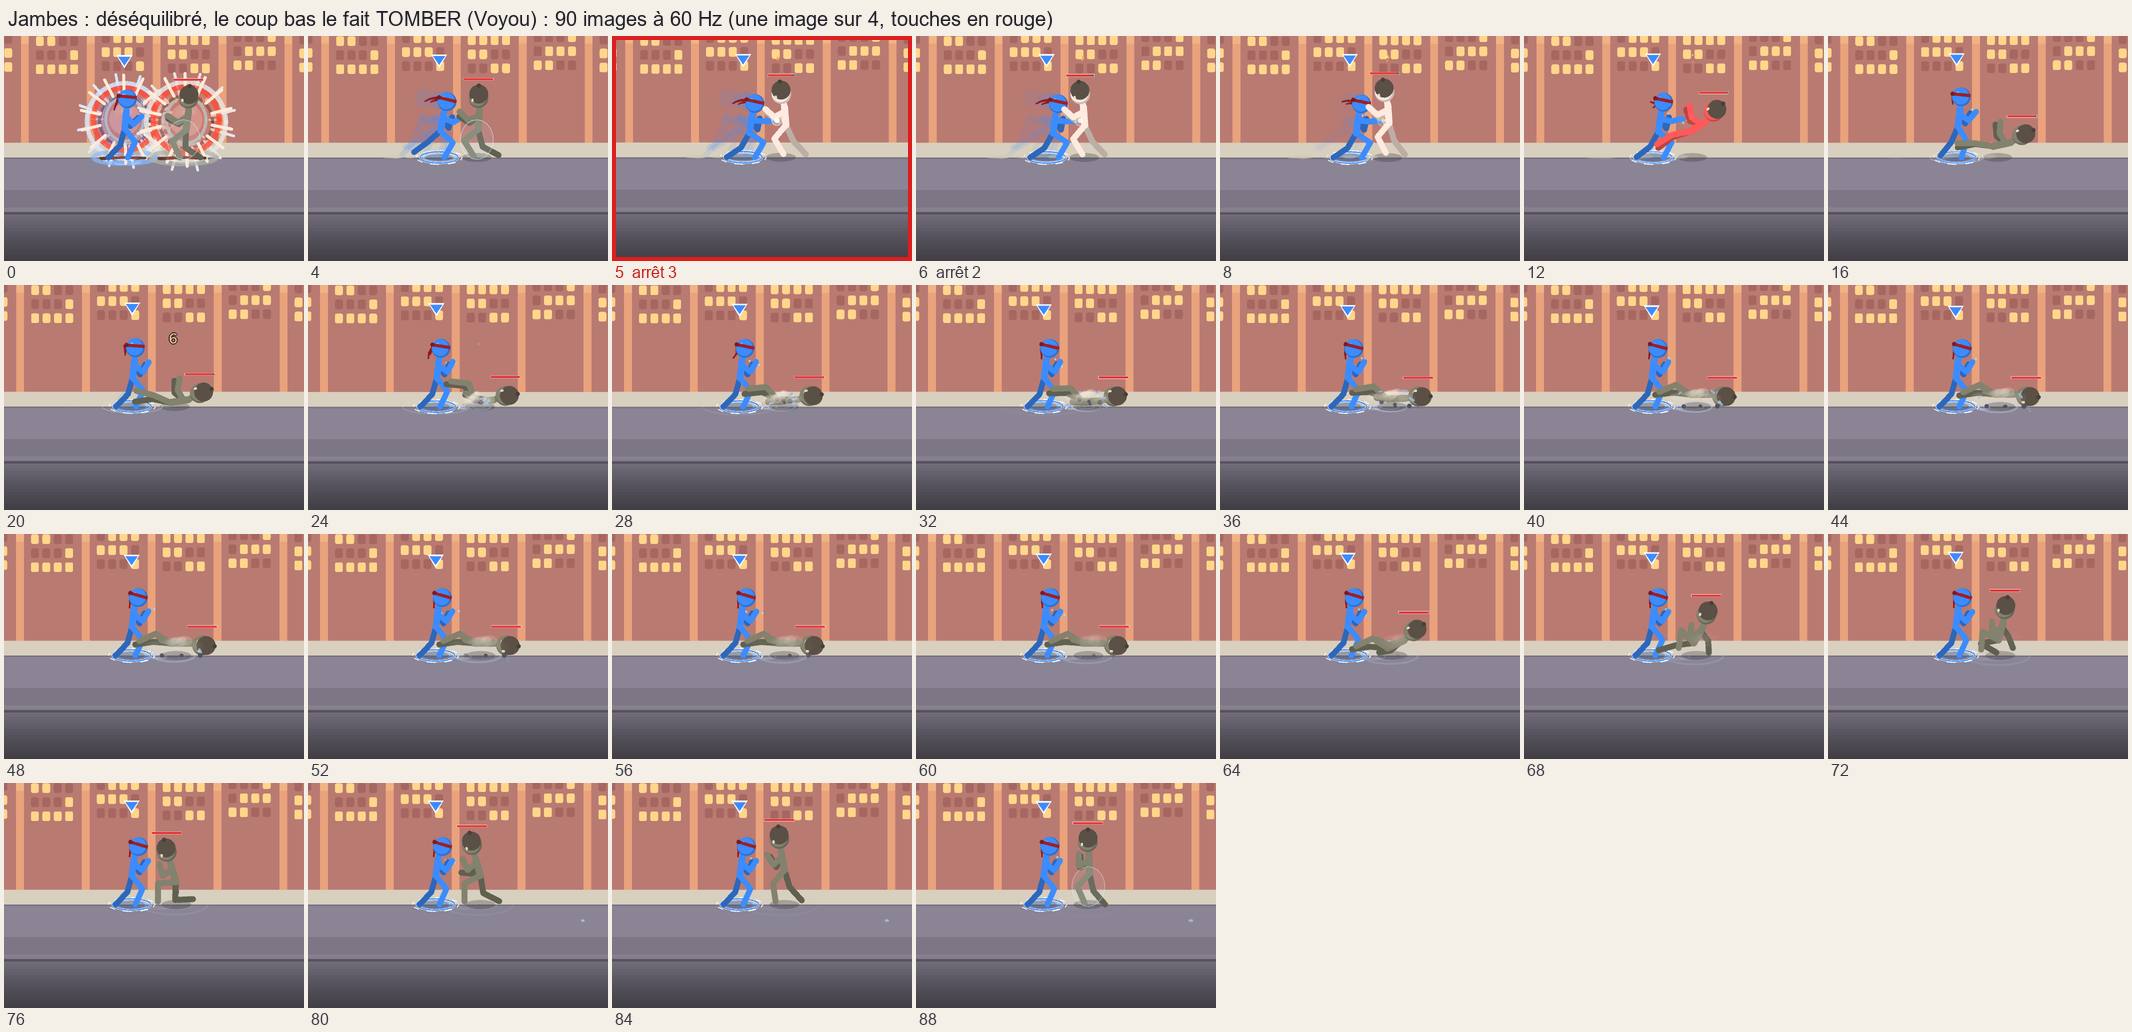 Jambes : déséquilibré, le coup bas le fait TOMBER (Voyou) : 90 images à 60 Hz (une image sur 4, touches en rouge)
0 4 5 arrêt 3 6 arrêt 2 8 12 16
6
20 24 28 32 36 40 44
48 52 56 60 64 68 72
76 80 84 88